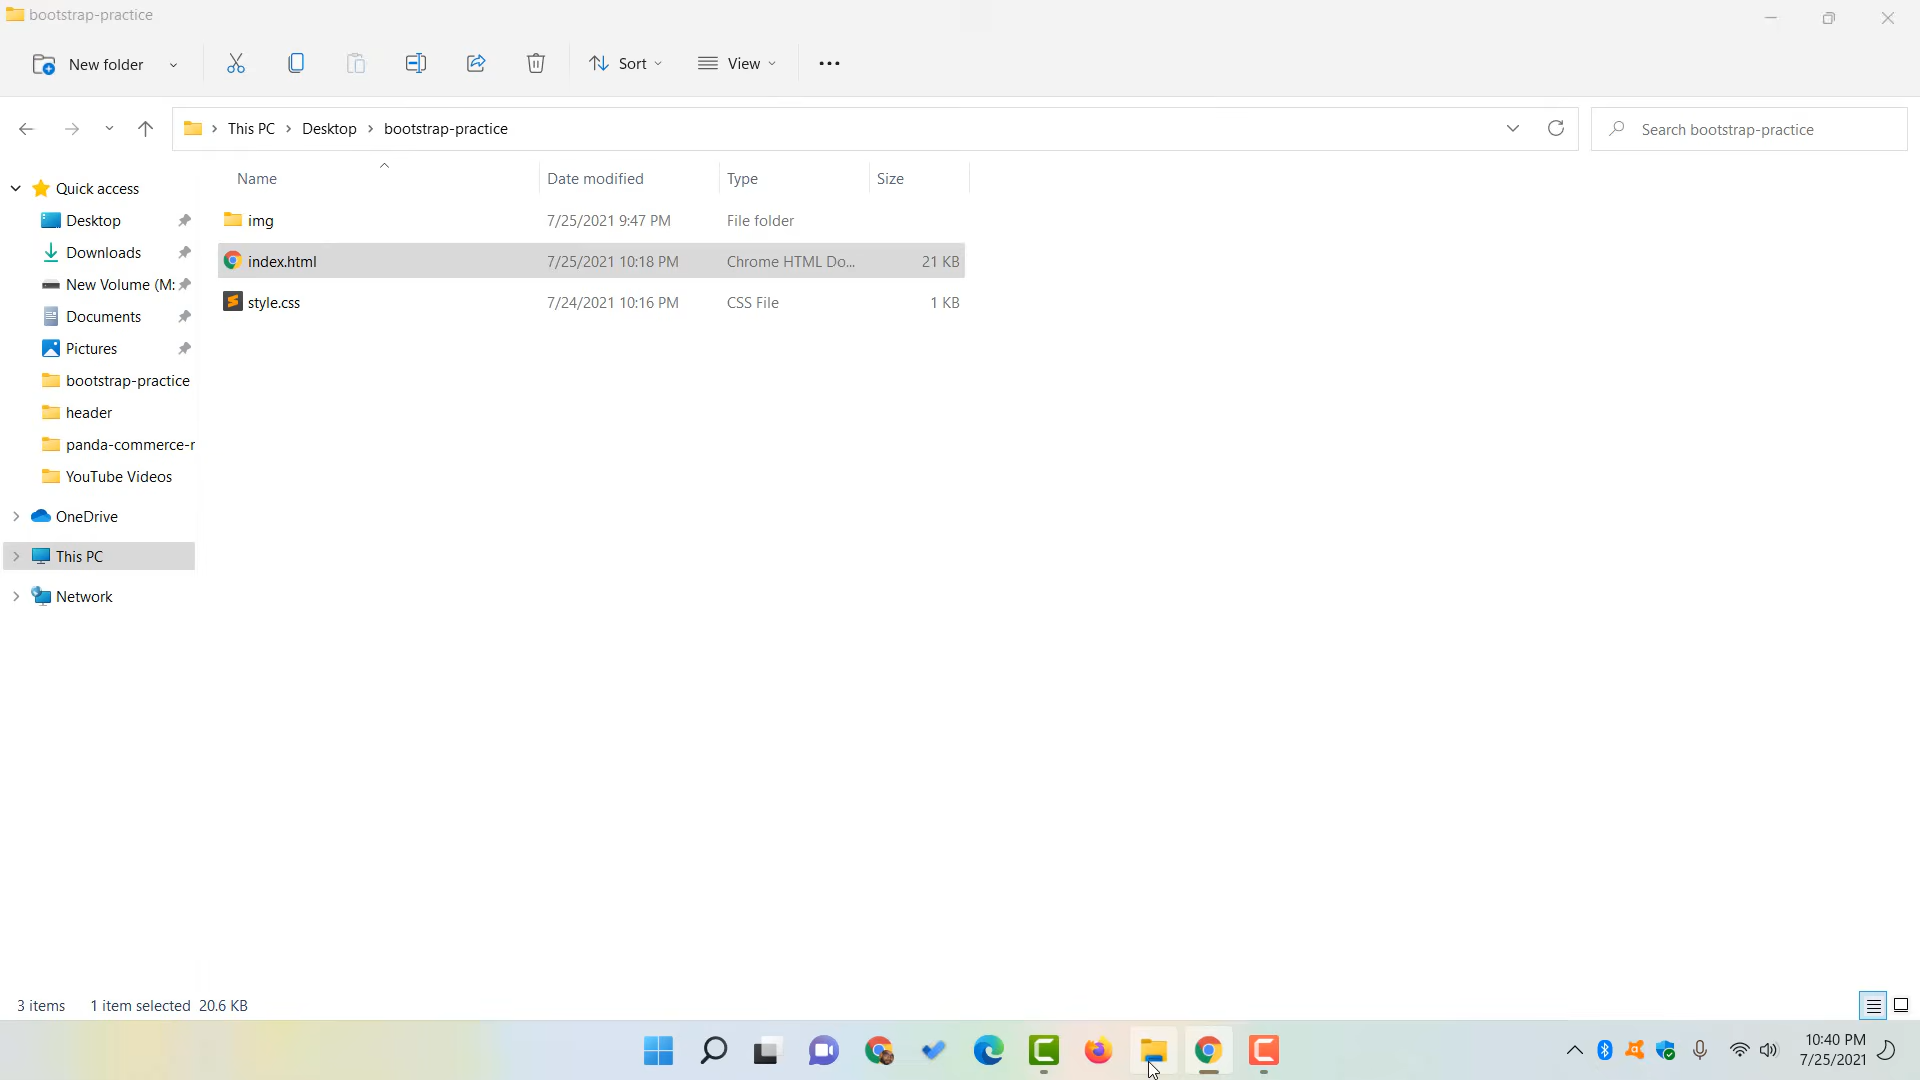 bootstrap-practice
New folder
Sort
View
This PC
Desktop
bootstrap-practice
Search bootstrap-practice
Name
Date modified
Type
Size
img
7/25/2021 9:47 PM
File folder
index.html
7/25/2021 10:18 PM
Chrome HTML Do...
21 KB
style.css
7/24/2021 10:16 PM
CSS File
1 KB
Quick access
Desktop
Downloads
New Volume (M:
Documents
Pictures
bootstrap-practice
header
panda-commerce-r
YouTube Videos
OneDrive
This PC
Network
3 items
1 item selected 20.6 KB
10:40 PM
7/25/2021